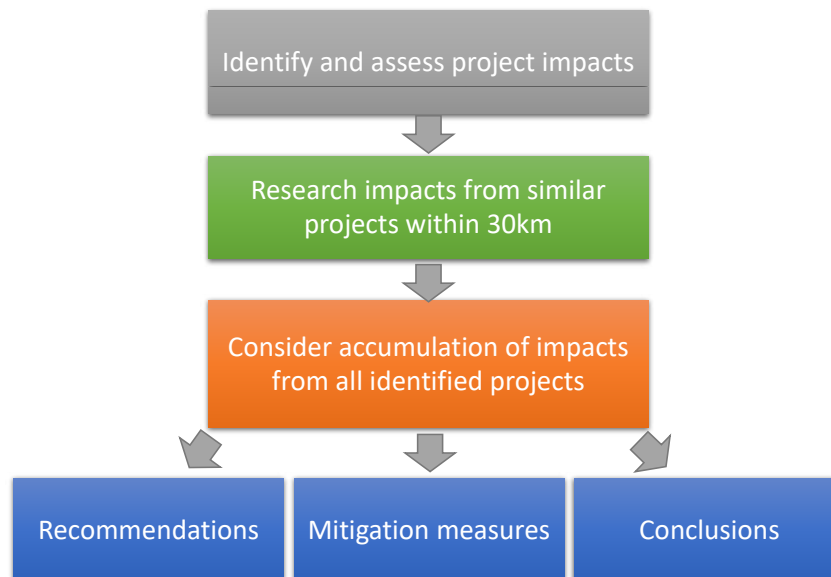 Identify and assess project impacts
Research impacts from similar
projects within 30km
Consider accumulation of impacts
from all identified projects
Recommendations
Mitigation measures
Conclusions